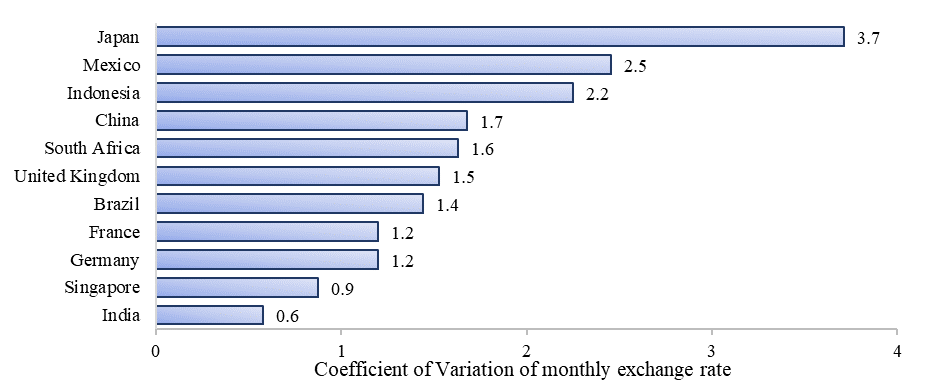 Japan 3.7
Mexico 2.5
Indonesia 2.2
China 1.7
South Africa 1.6
United Kingdom 1.5
Brazil 1.4
France 1.2
Germany 1.2
Singapore 0.9
India 0.6
0 1 2 3 4
Coefficient of Variation of monthly exchange rate